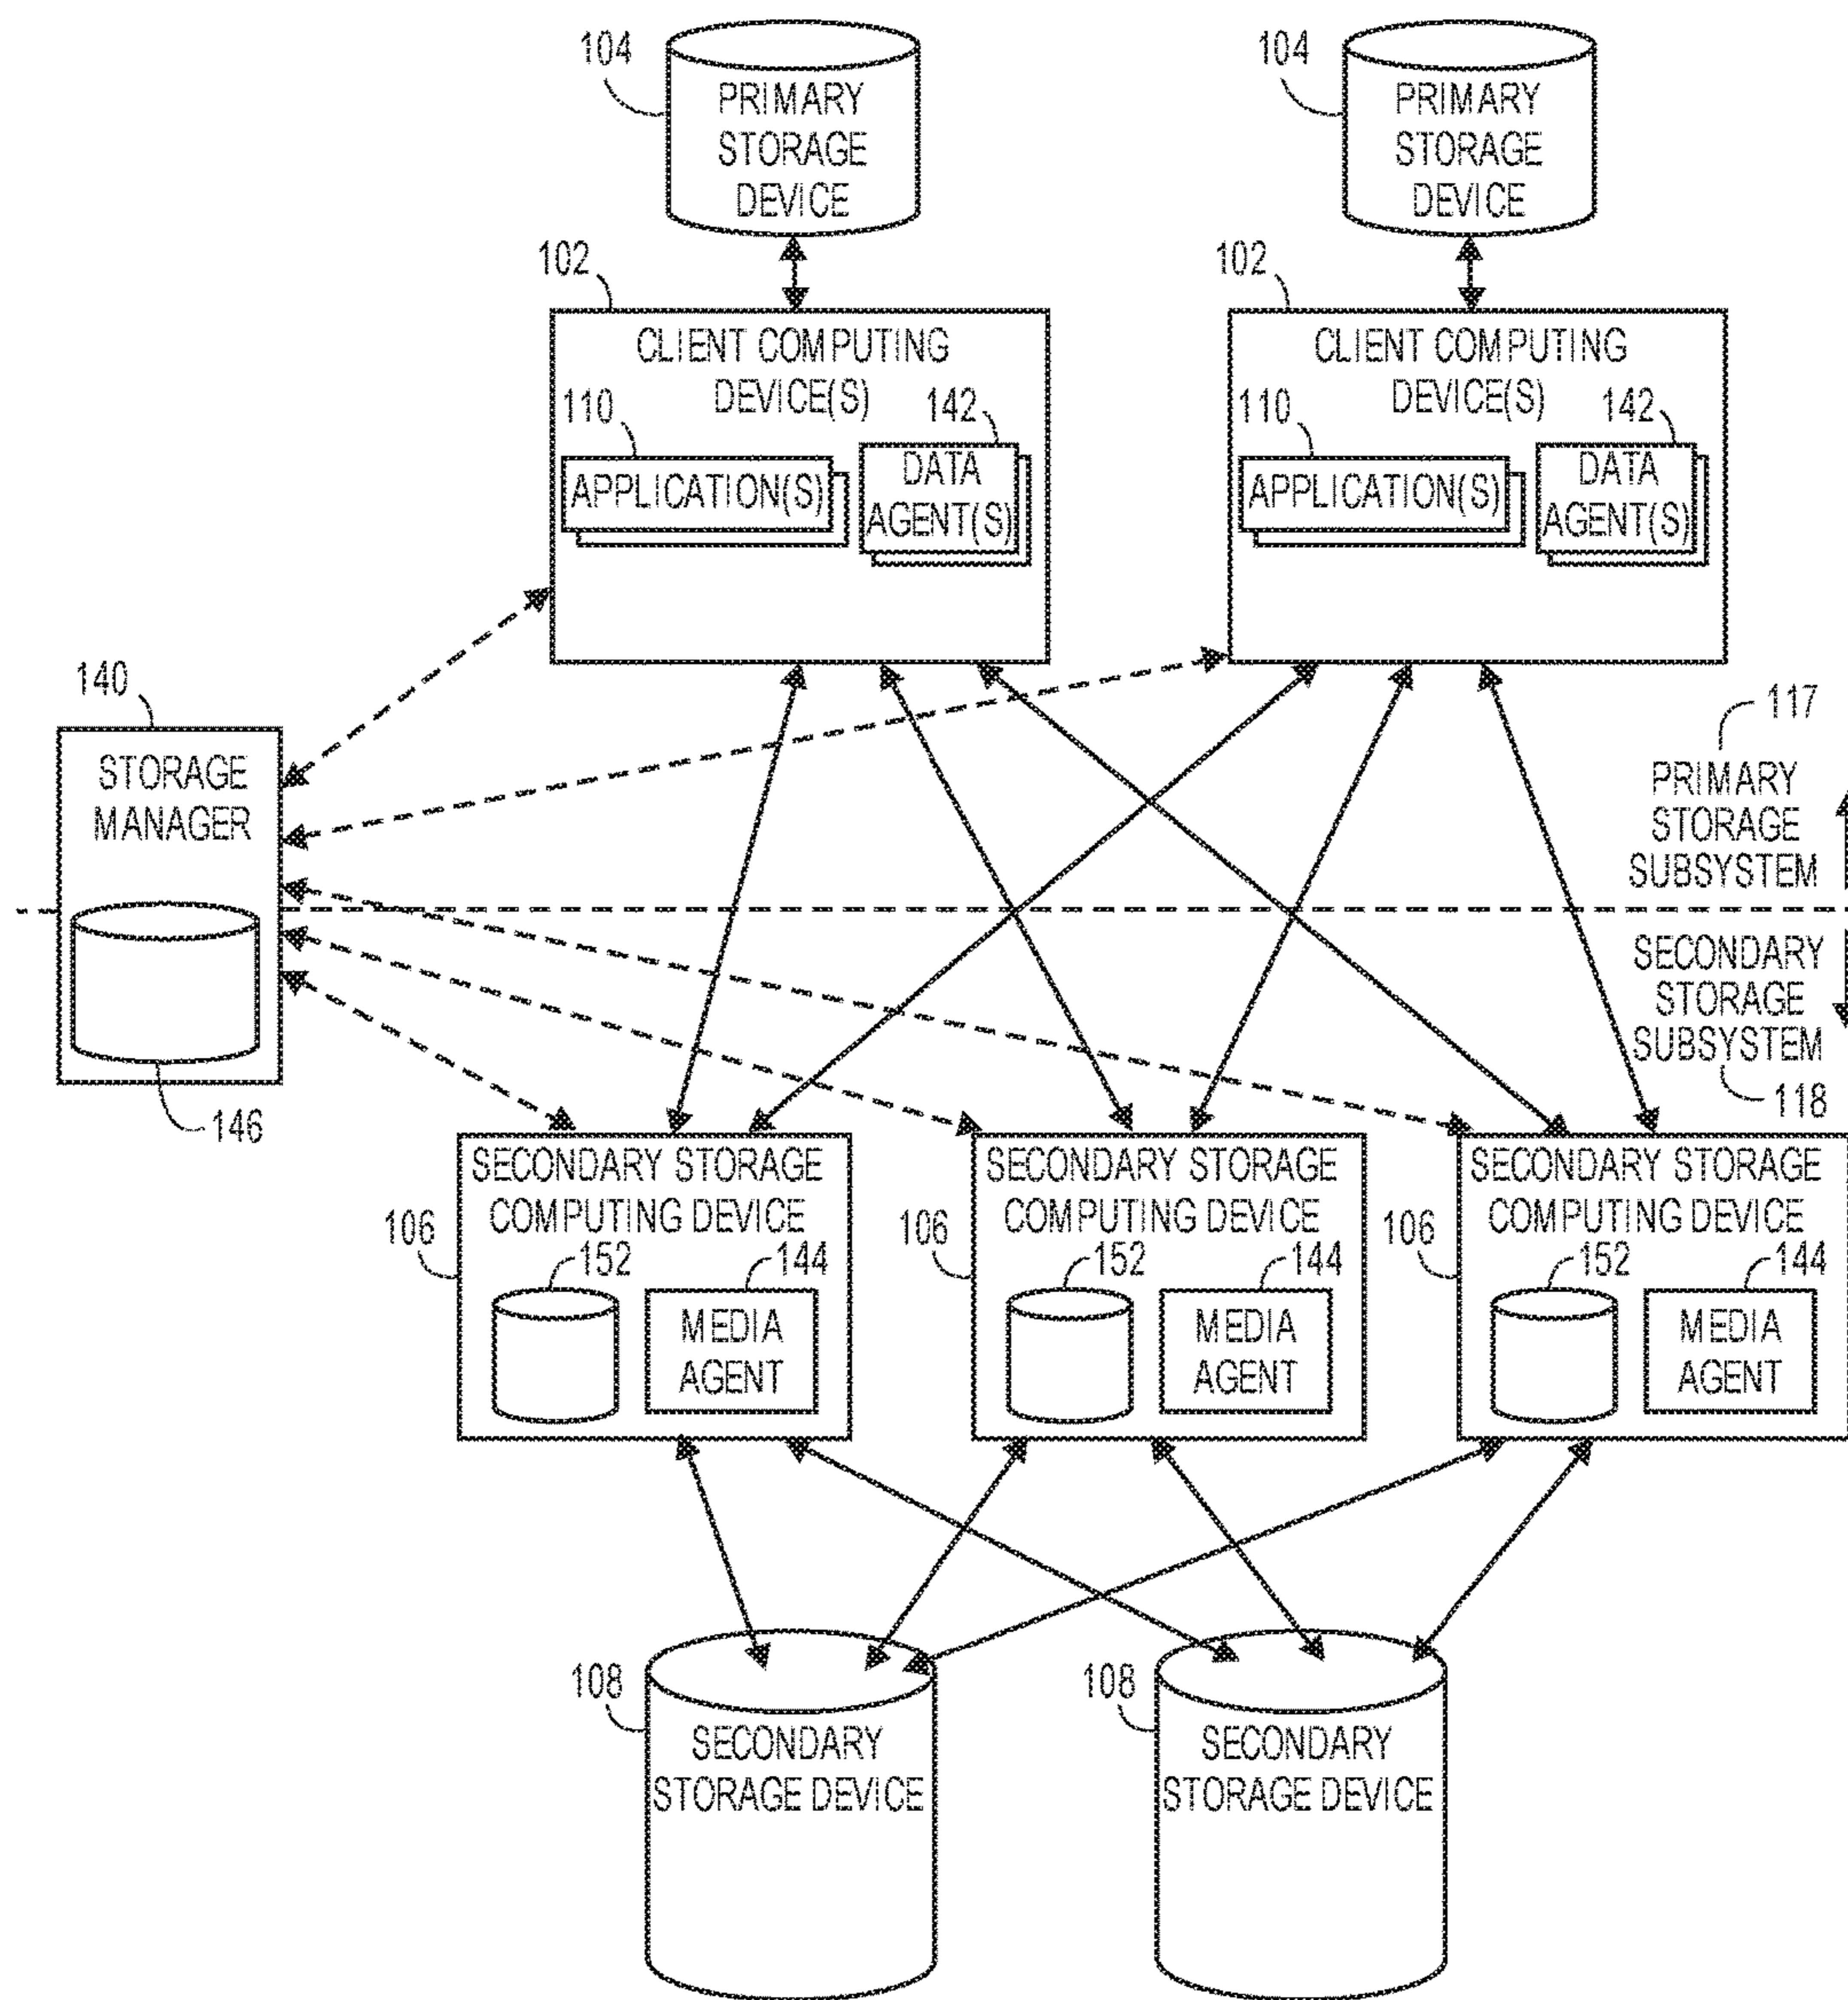 104
PRIMARY
STORAGE
DEVICE
104
PRIMARY
STORAGE
DEVICE
102
CLIENT COMPUTING
DEVICE(S)
110
142
APPLICATION(S)
DATA
AGENT(S)
102
CLIENT COMPUTING
DEVICE(S)
110
142
APPLICATION(S)
DATA
AGENT(S)
140
STORAGE
MANAGER
146
117
PRIMARY
STORAGE
SUBSYSTEM
SECONDARY
STORAGE
SUBSYSTEM
118
106
SECONDARY STORAGE
COMPUTING DEVICE
152
144
MEDIA
AGENT
106
SECONDARY STORAGE
COMPUTING DEVICE
152
144
MEDIA
AGENT
106
SECONDARY STORAGE
COMPUTING DEVICE
152
144
MEDIA
AGENT
108
SECONDARY
STORAGE DEVICE
108
SECONDARY
STORAGE DEVICE